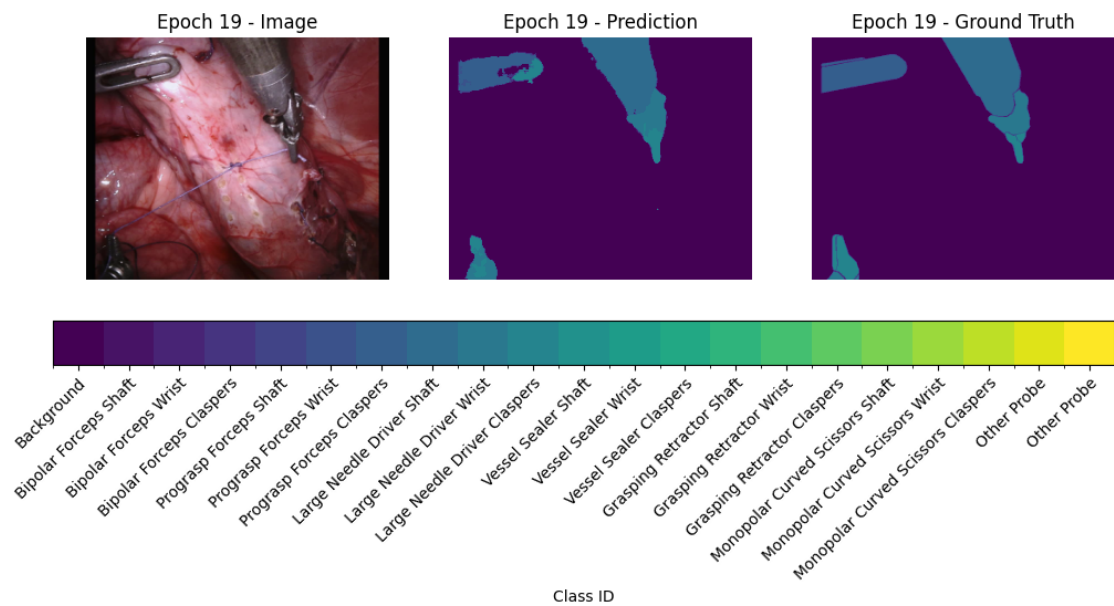 Epoch 19 - Image
Epoch 19 - Prediction
Epoch 19 - Ground Truth
Background
Bipolar Forceps Shaft
Bipolar Forceps Wrist
Bipolar Forceps Claspers
Prograsp Forceps Shaft
Prograsp Forceps Wrist
Prograsp Forceps Claspers
Large Needle Driver Shaft
Large Needle Driver Wrist
Large Needle Driver Claspers
Vessel Sealer Shaft
Vessel Sealer Wrist
Vessel Sealer Claspers
Grasping Retractor Shaft
Grasping Retractor Wrist
Grasping Retractor Claspers
Monopolar Curved Scissors Shaft
Monopolar Curved Scissors Wrist
Monopolar Curved Scissors Claspers
Other Probe
Other Probe
Class ID